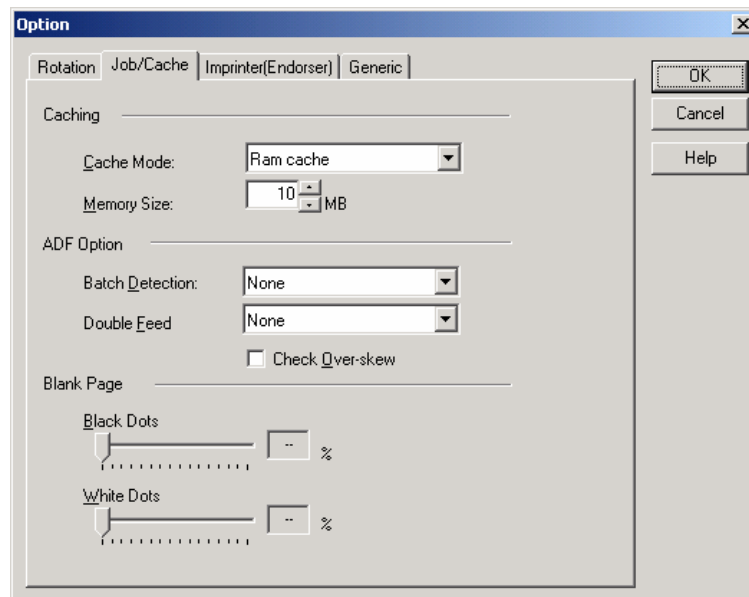 Option
Rotation Job/Cache Imprinter(Endorser) Generic
OK
Cancel
Help
Caching
Cache Mode: Ram cache
Memory Size: 10 MB
ADF Option
Batch Detection: None
Double Feed None
Check Over-skew
Blank Page
Black Dots
-- %
White Dots
-- %